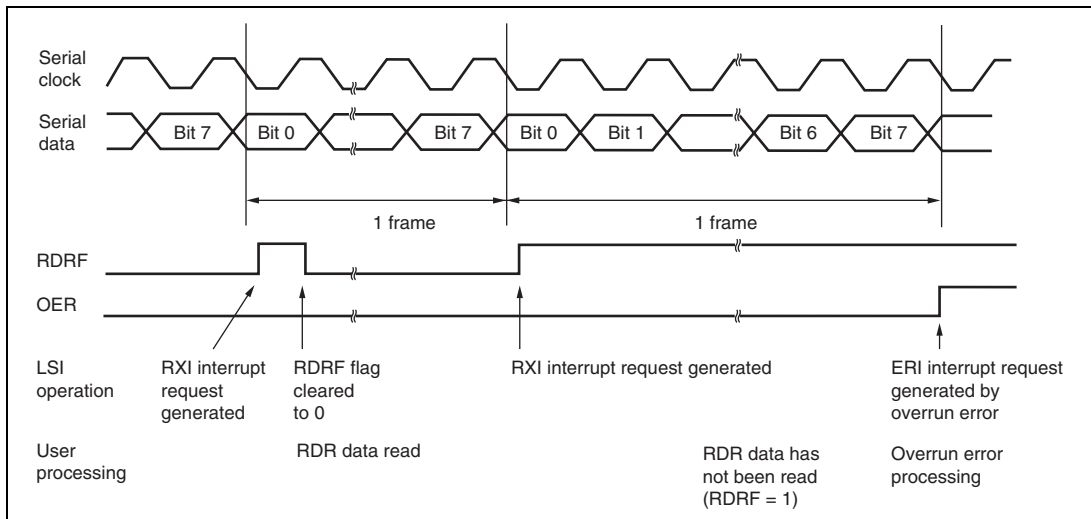 Serial
clock
Serial
data
Bit 7
Bit 0
Bit 7
Bit 0
Bit 1
Bit 6
Bit 7
1 frame
1 frame
RDRF
OER
LSI
operation
RXI interrupt
request
generated
RDRF flag
cleared
to 0
RXI interrupt request generated
ERI interrupt request
generated by
overrun error
User
processing
RDR data read
RDR data has
not been read
(RDRF = 1)
Overrun error
processing